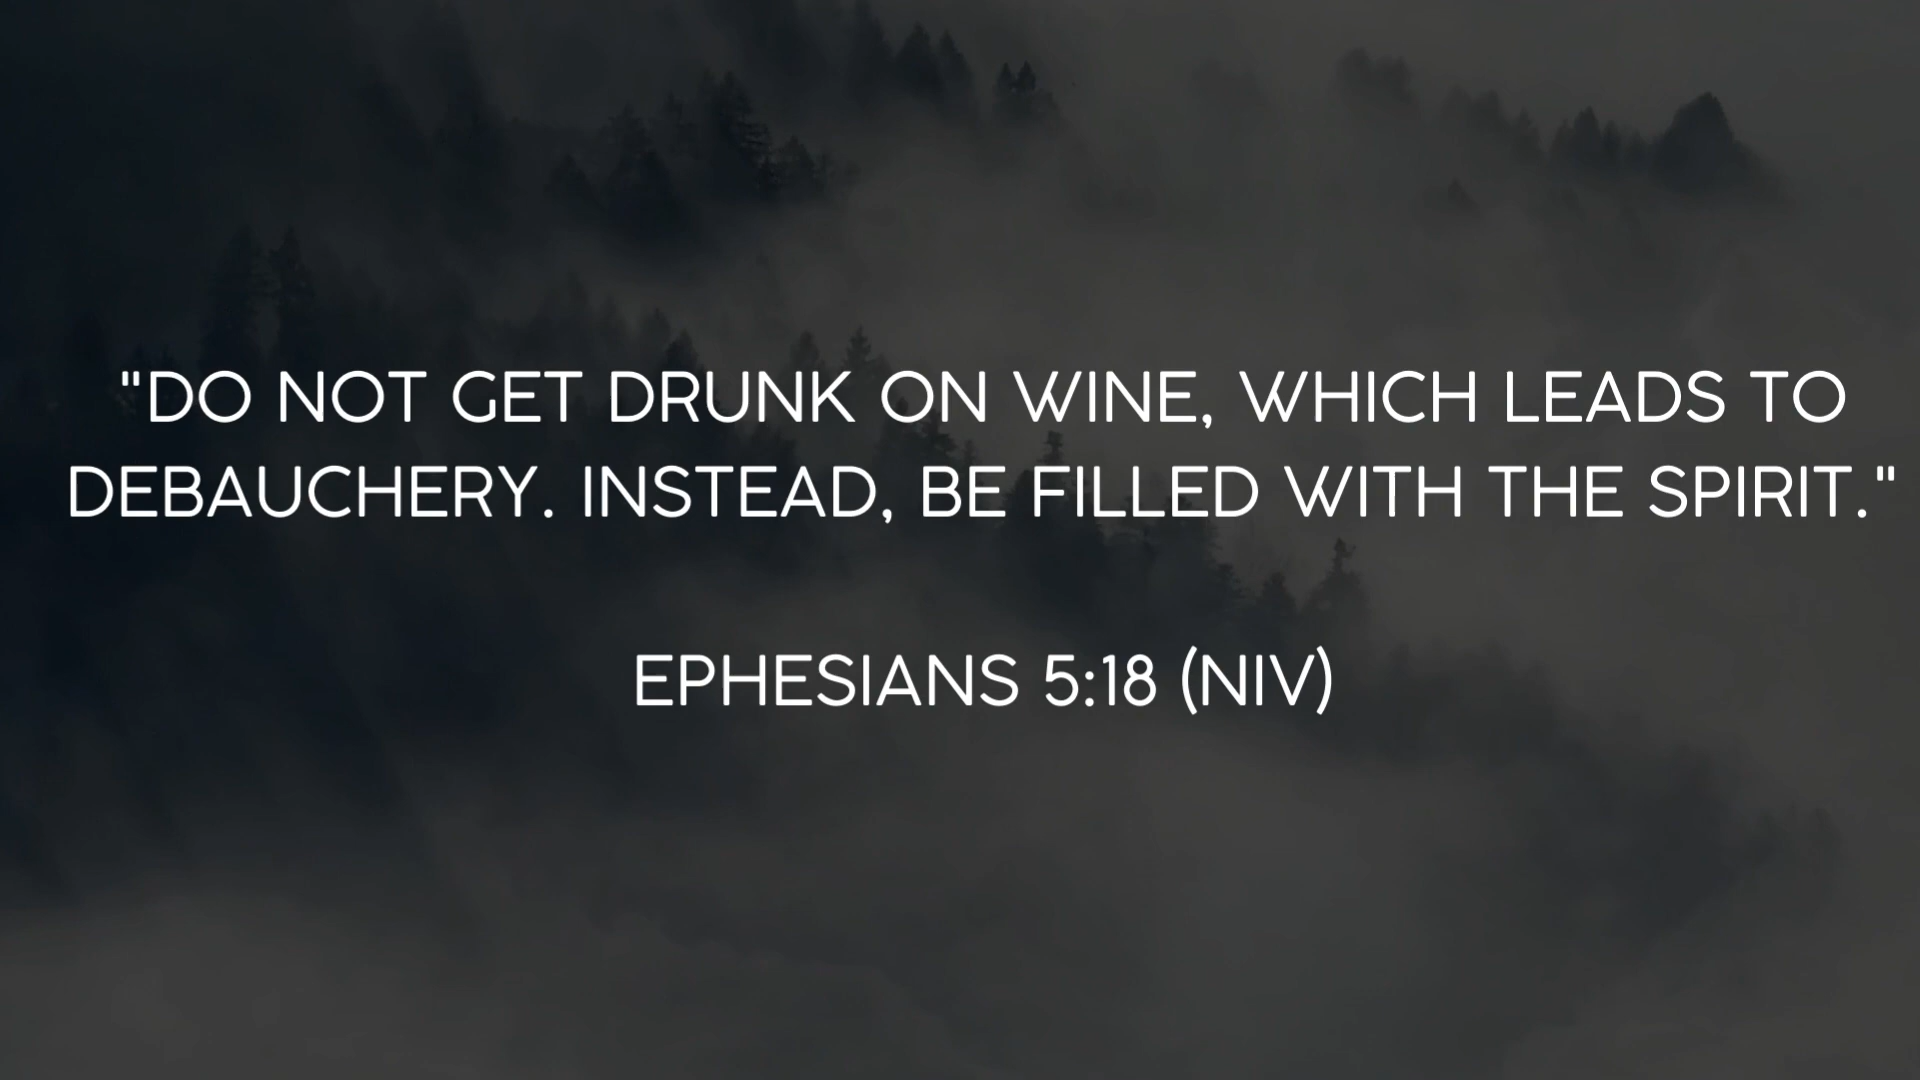 "DO NOT GET DRUNK ON WINE, WHICH LEADS TO
DEBAUCHERY. INSTEAD, BE FILLED WITH THE SPIRIT."
EPHESIANS 5:18 (NIV)